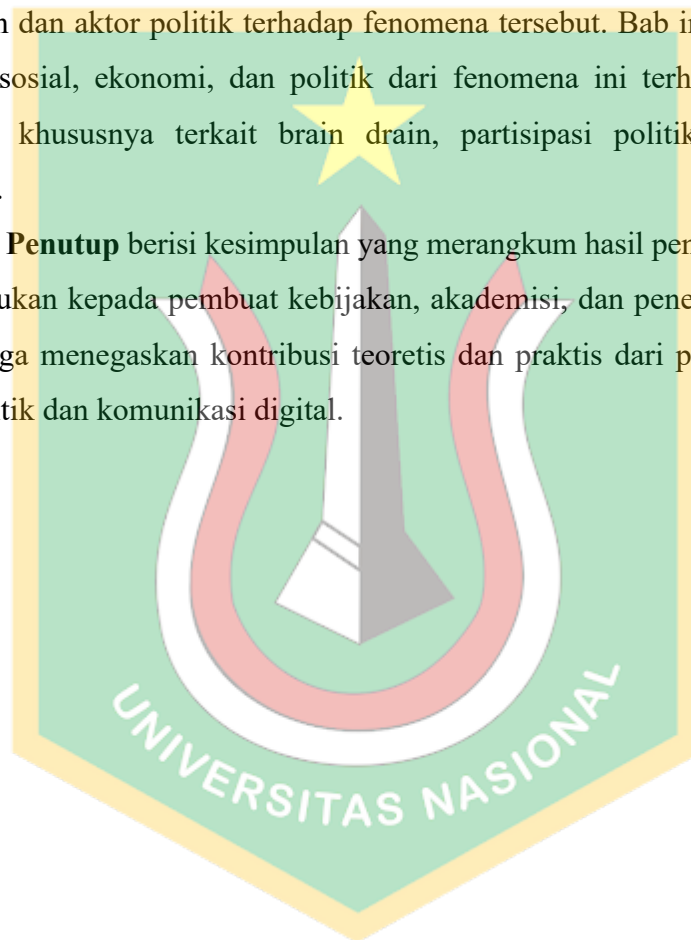 n dan aktor politik terhadap fenomena tersebut. Bab in
sosial, ekonomi, dan politik dari fenomena ini terh
khususnya terkait brain drain, partisipasi politik
.
Penutup berisi kesimpulan yang merangkum hasil pen
ukan kepada pembuat kebijakan, akademisi, dan pene
ga menegaskan kontribusi teoretis dan praktis dari p
tik dan komunikasi digital.
UNIVERSITAS NASIONAL